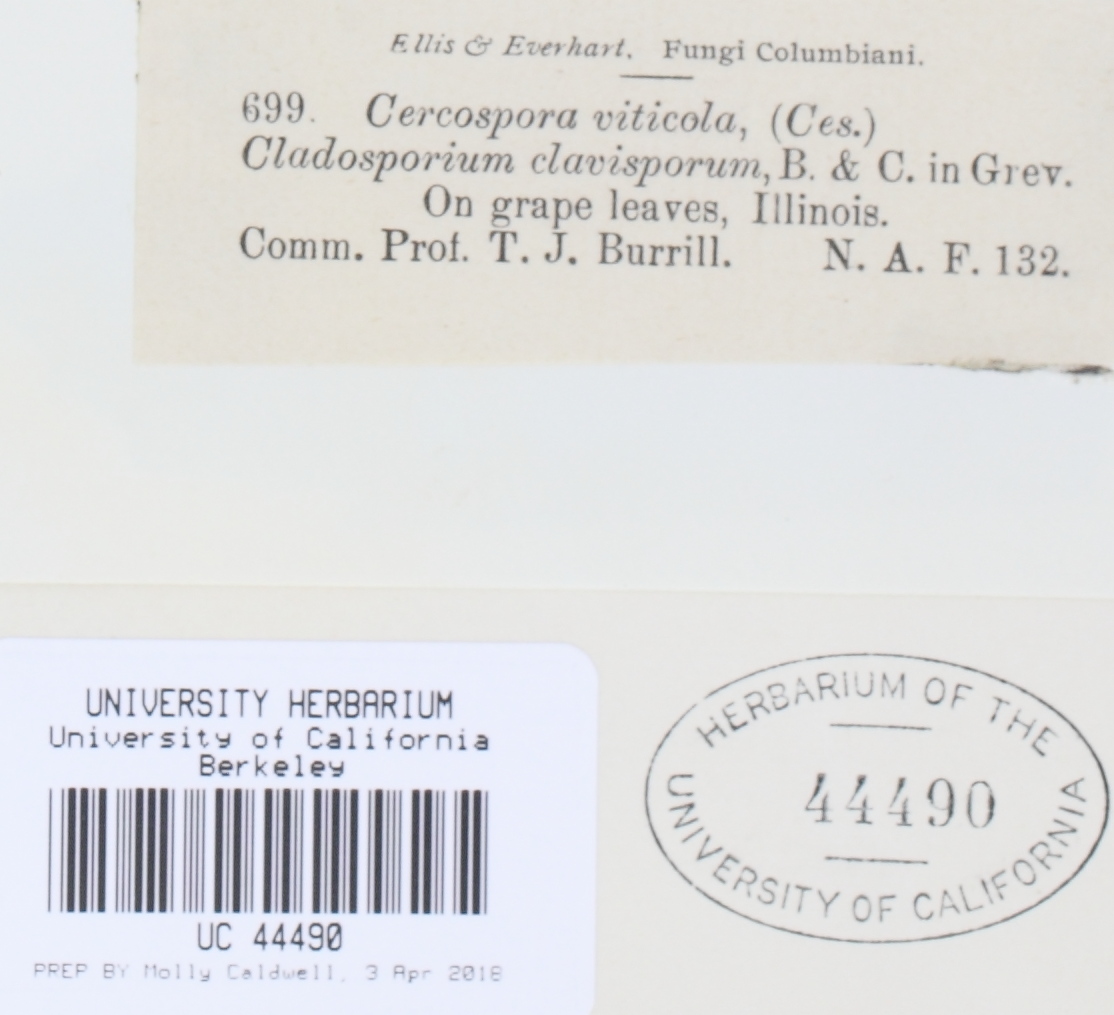 Ellis & Everhart. Fungi Columbiani.
699. Cercospora viticola, (Ces.)
Cladosporium clavisporum, B. & C. in Grev.
On grape leaves, Illinois.
Comm. Prof. T. J. Burrill. N. A. F. 132.
UNIVERSITY HERBARIUM
University of California
Berkeley
UC 44490
PREP BY Molly Caldwell, 3 Apr 2018
HERBARIUM OF THE
44490
UNIVERSITY OF CALIFORNIA